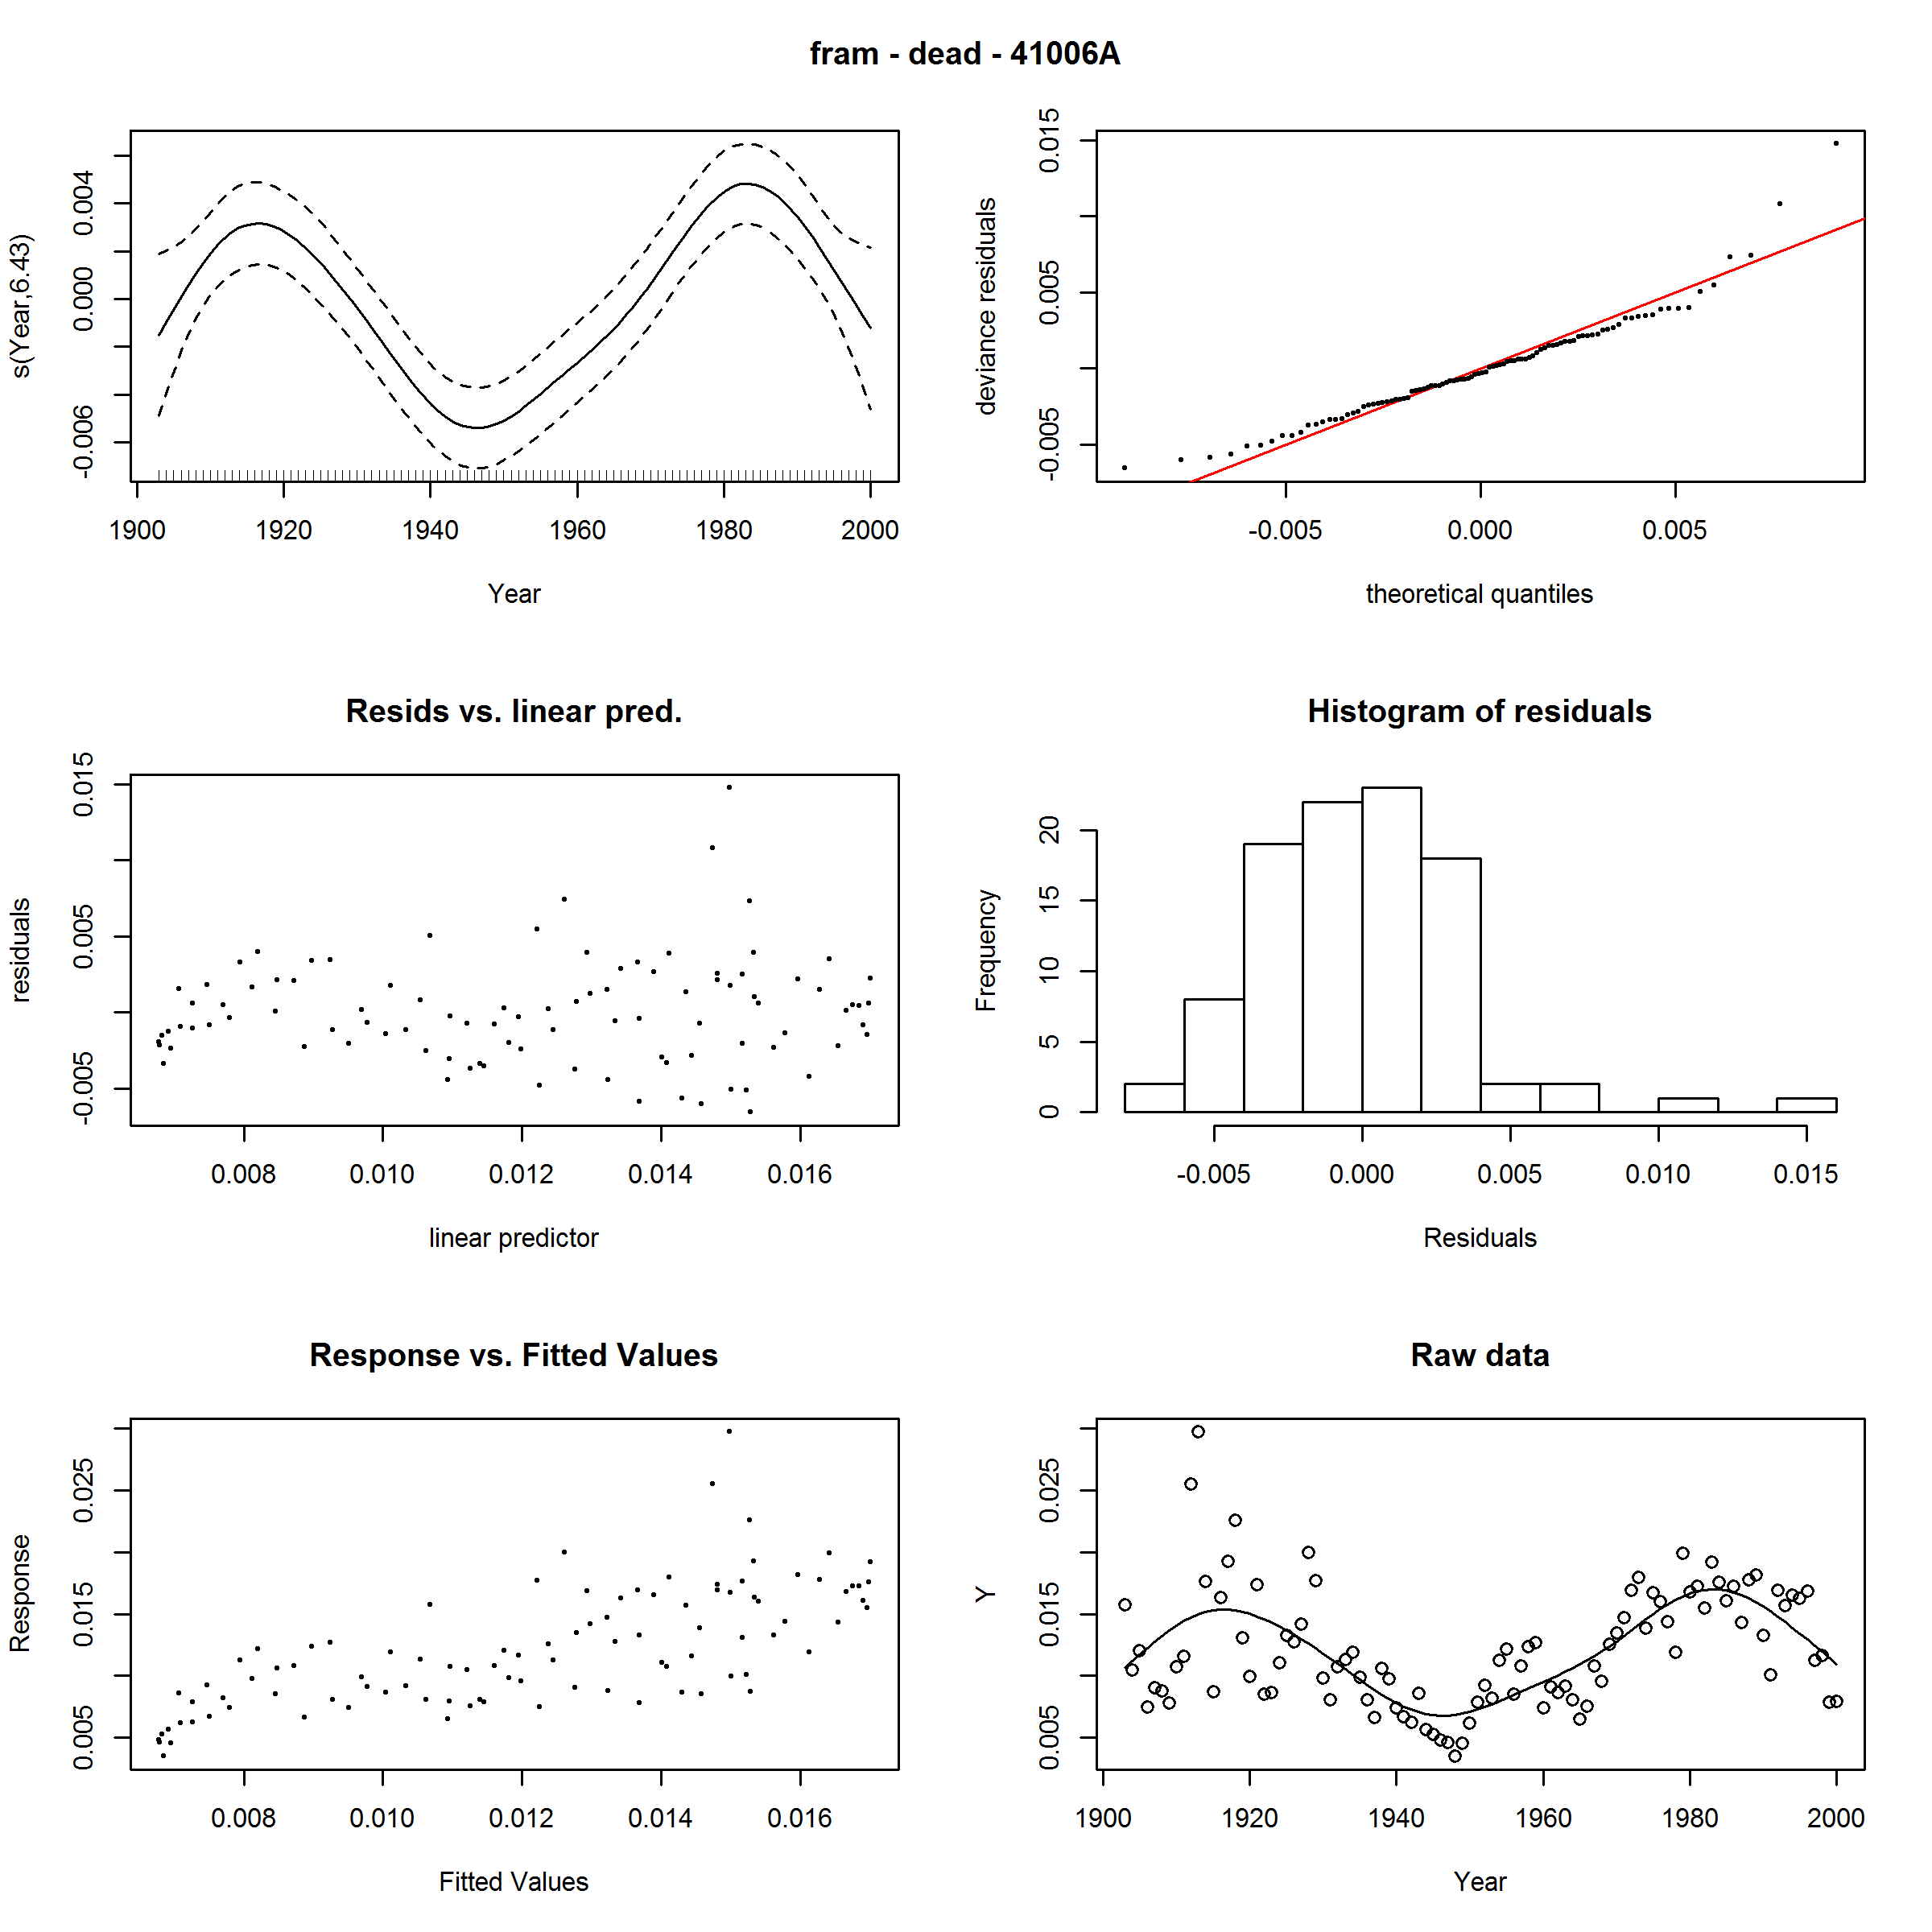 fram - dead - 41006A
s(Year,6.43)
0.004
0.000
-0.006
1900 1920 1940 1960 1980 2000
Year
deviance residuals
0.015
0.005
-0.005
-0.005 0.000 0.005
theoretical quantiles
Resids vs. linear pred.
residuals
0.015
0.005
-0.005
0.008 0.010 0.012 0.014 0.016
linear predictor
Histogram of residuals
Frequency
20
15
10
5
0
-0.005 0.000 0.005 0.010 0.015
Residuals
Response vs. Fitted Values
Response
0.025
0.015
0.005
0.008 0.010 0.012 0.014 0.016
Fitted Values
Raw data
Y
0.025
0.015
0.005
1900 1920 1940 1960 1980 2000
Year